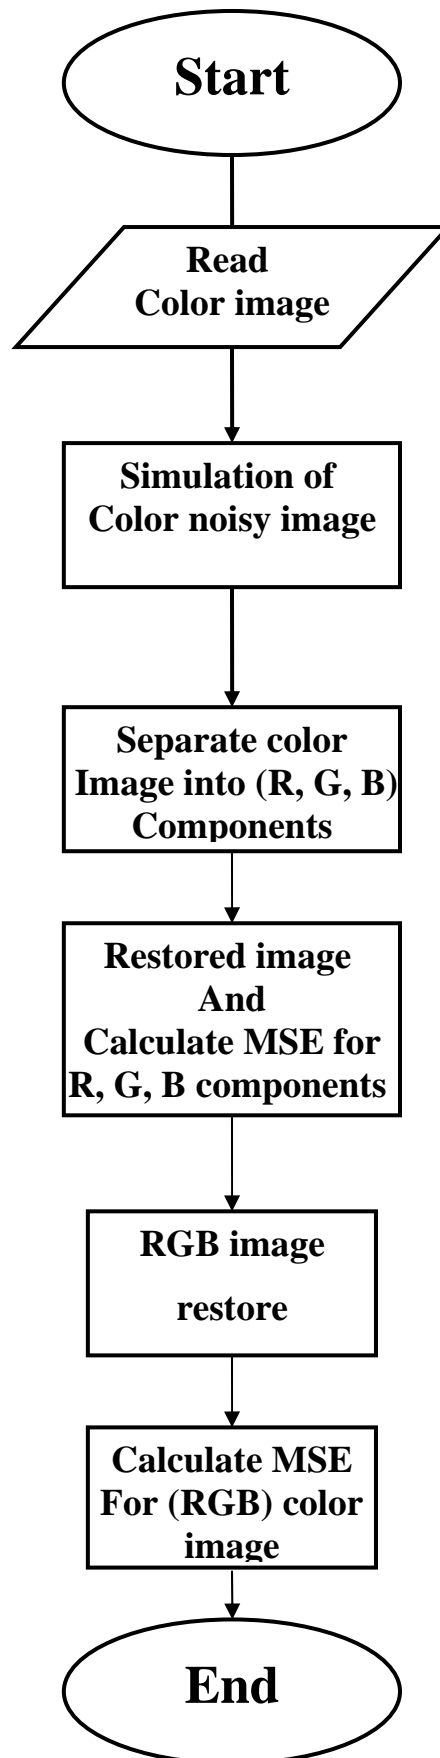 Start
Read
Color image
Simulation of
Color noisy image
Separate color
Image into (R, G, B)
Components
Restored image
And
Calculate MSE for
R, G, B components
RGB image
restore
Calculate MSE
For (RGB) color
image
End